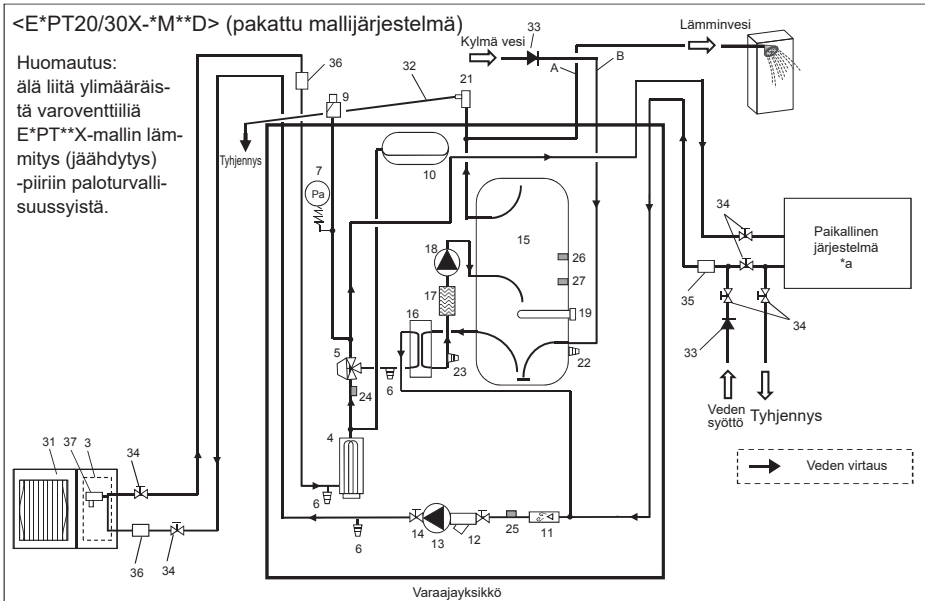 <E*PT20/30X-*M**D> (pakattu mallijärjestelmä)
Huomautus:
älä liitä ylimääräis-
tä varoventtiiliä
E*PT**X-mallin läm-
mitys (jäähdytys)
-piiriin paloturvalli-
suussyistä.
33
Kylmä vesi
A
B
Lämminvesi
36
9
32
21
Tyhjennys
7
Pa
10
15
18
26
27
17
19
16
5
6
23
22
24
4
6
34
Paikallinen
järjestelmä
*a
35
34
33
Veden
syöttö
Tyhjennys
Veden virtaus
31
37
3
34
36
34
6
14
13
12
25
11
Varaajayksikkö